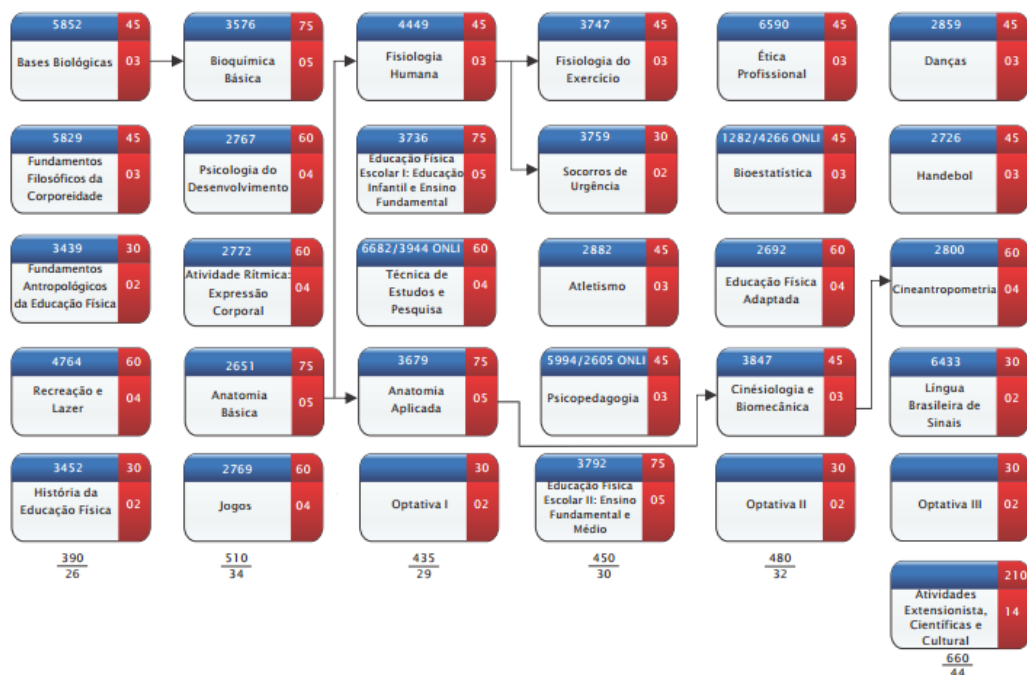 5852 45
Bases Biológicas 03
3576 75
Bioquímica
Básica
05
4449 45
Fisiologia
Humana
03
3747 45
Fisiologia do
Exercício
03
6590 45
Ética
Profissional
03
2859 45
Danças 03
5829 45
Fundamentos
Filosóficos da
Corporeidade
03
2767 60
Psicologia do
Desenvolvimento
04
3736 75
Educação Física
Escolar I: Educação
Infantil e Ensino
Fundamental
05
3759 30
Socorros de
Urgência
02
1282/4266 ONLI 45
Bioestatística 03
2726 45
Handebol 03
3439 30
Fundamentos
Antropológicos
da Educação Física
02
2772 60
Atividade Rítmica:
Expressão
Corporal
04
6682/3944 ONLI 60
Técnica de
Estudos e
Pesquisa
04
2882 45
Atletismo 03
2692 60
Educação Física
Adaptada
04
2800 60
Cineantropometria 04
4764 60
Recreação e
Lazer
04
2651 75
Anatomia
Básica
05
3679 75
Anatomia
Aplicada
05
5994/2605 ONLI 45
Psicopedagogia 03
3847 45
Cinésiologia e
Biomecânica
03
6433 30
Língua
Brasileira de
Sinais
02
3452 30
História da
Educação Física
02
2769 60
Jogos 04
30
Optativa I 02
3792 75
Educação Física
Escolar II: Ensino
Fundamental e
Médio
05
30
Optativa II 02
30
Optativa III 02
390
26
510
34
435
29
450
30
480
32
210
Atividades
Extensionista,
Científicas e
Cultural
14
660
44